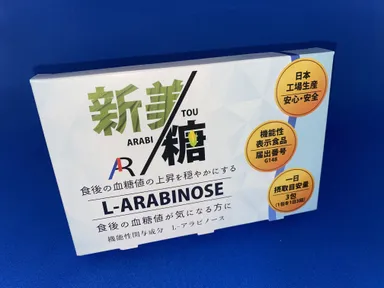 新美糖
ARABI TOU
AR
食後の血糖値の上昇を穏やかにする
L-ARABINOSE
食後の血糖値が気になる方に
機能性関与成分 L-アラビノース
日本
工場生産
安心・安全
機能性
表示食品
届出番号
G148
一日
摂取目安量
3包